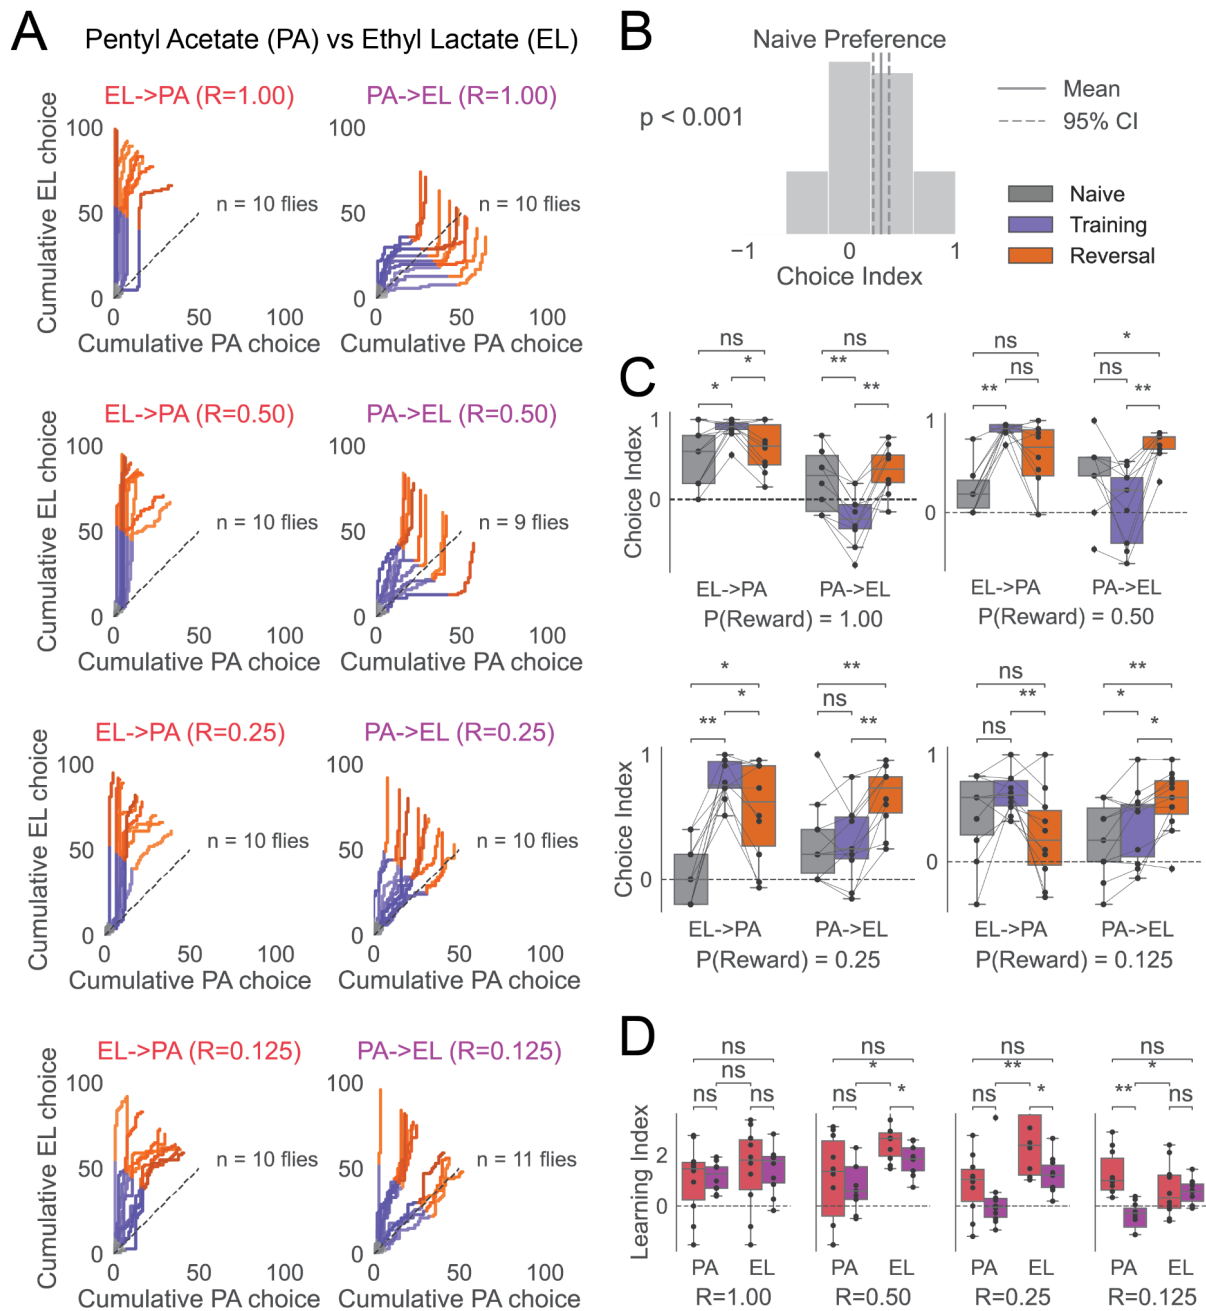 A
Pentyl Acetate (PA) vs Ethyl Lactate (EL)
EL->PA (R=1.00)
PA->EL (R=1.00)
Cumulative EL choice
100
50
0
n = 10 flies
0 50 100
Cumulative PA choice
100
50
0
n = 10 flies
0 50 100
Cumulative PA choice
EL->PA (R=0.50)
PA->EL (R=0.50)
Cumulative EL choice
100
50
0
n = 10 flies
0 50 100
Cumulative PA choice
100
50
0
n = 9 flies
0 50 100
Cumulative PA choice
EL->PA (R=0.25)
PA->EL (R=0.25)
Cumulative EL choice
100
50
0
n = 10 flies
0 50 100
Cumulative PA choice
100
50
0
n = 10 flies
0 50 100
Cumulative PA choice
EL->PA (R=0.125)
PA->EL (R=0.125)
Cumulative EL choice
100
50
0
n = 10 flies
0 50 100
Cumulative PA choice
100
50
0
n = 11 flies
0 50 100
Cumulative PA choice
B
Naive Preference
p < 0.001
−1 0 1
Choice Index
Mean
95% CI
Naive
Training
Reversal
C
ns ns
* ** 
* **
Choice Index
1
0
EL->PA PA->EL
P(Reward) = 1.00
ns *
ns ns
** **
1
0
EL->PA PA->EL
P(Reward) = 0.50
* **
* ns
** **
Choice Index
1
0
EL->PA PA->EL
P(Reward) = 0.25
ns **
** *
ns *
1
0
EL->PA PA->EL
P(Reward) = 0.125
D
ns
ns
ns ns
Learning Index
2
0
PA EL
R=1.00
ns
*
ns *
PA EL
R=0.50
ns
**
ns *
PA EL
R=0.25
ns
*
** ns
PA EL
R=0.125